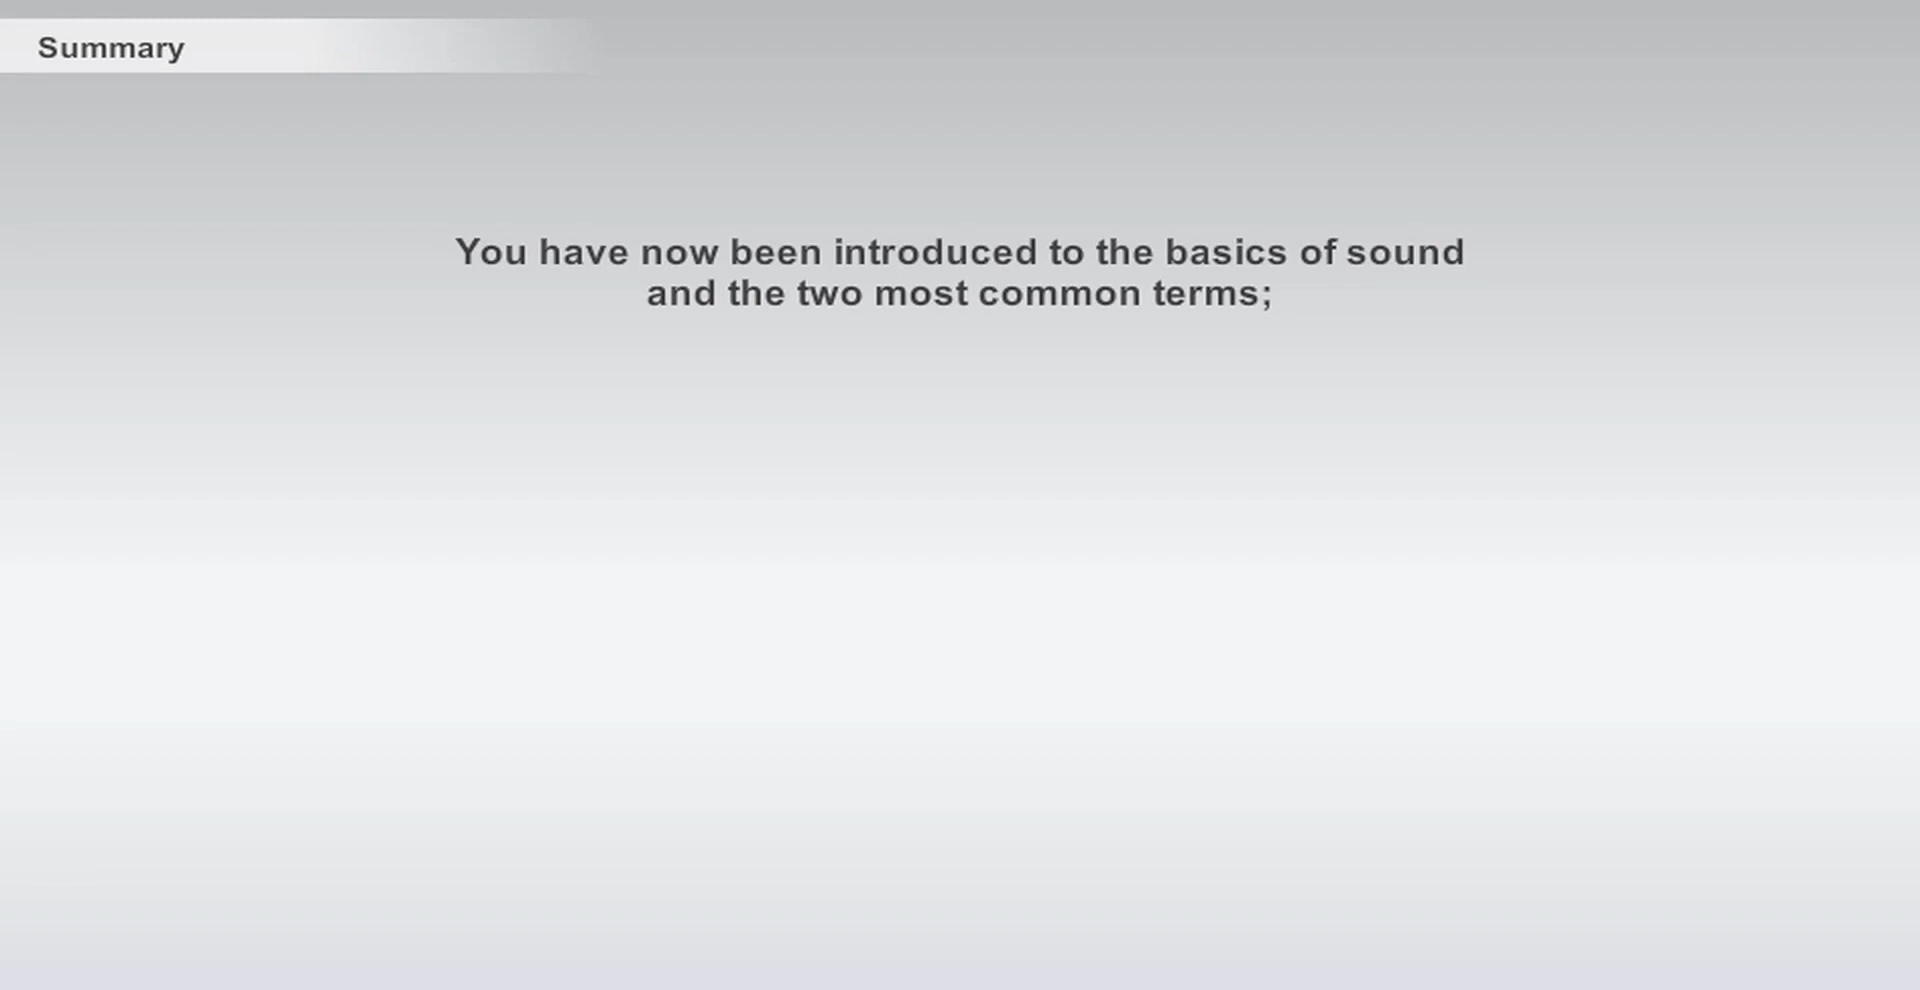 Summary
You have now been introduced to the basics of sound
and the two most common terms;